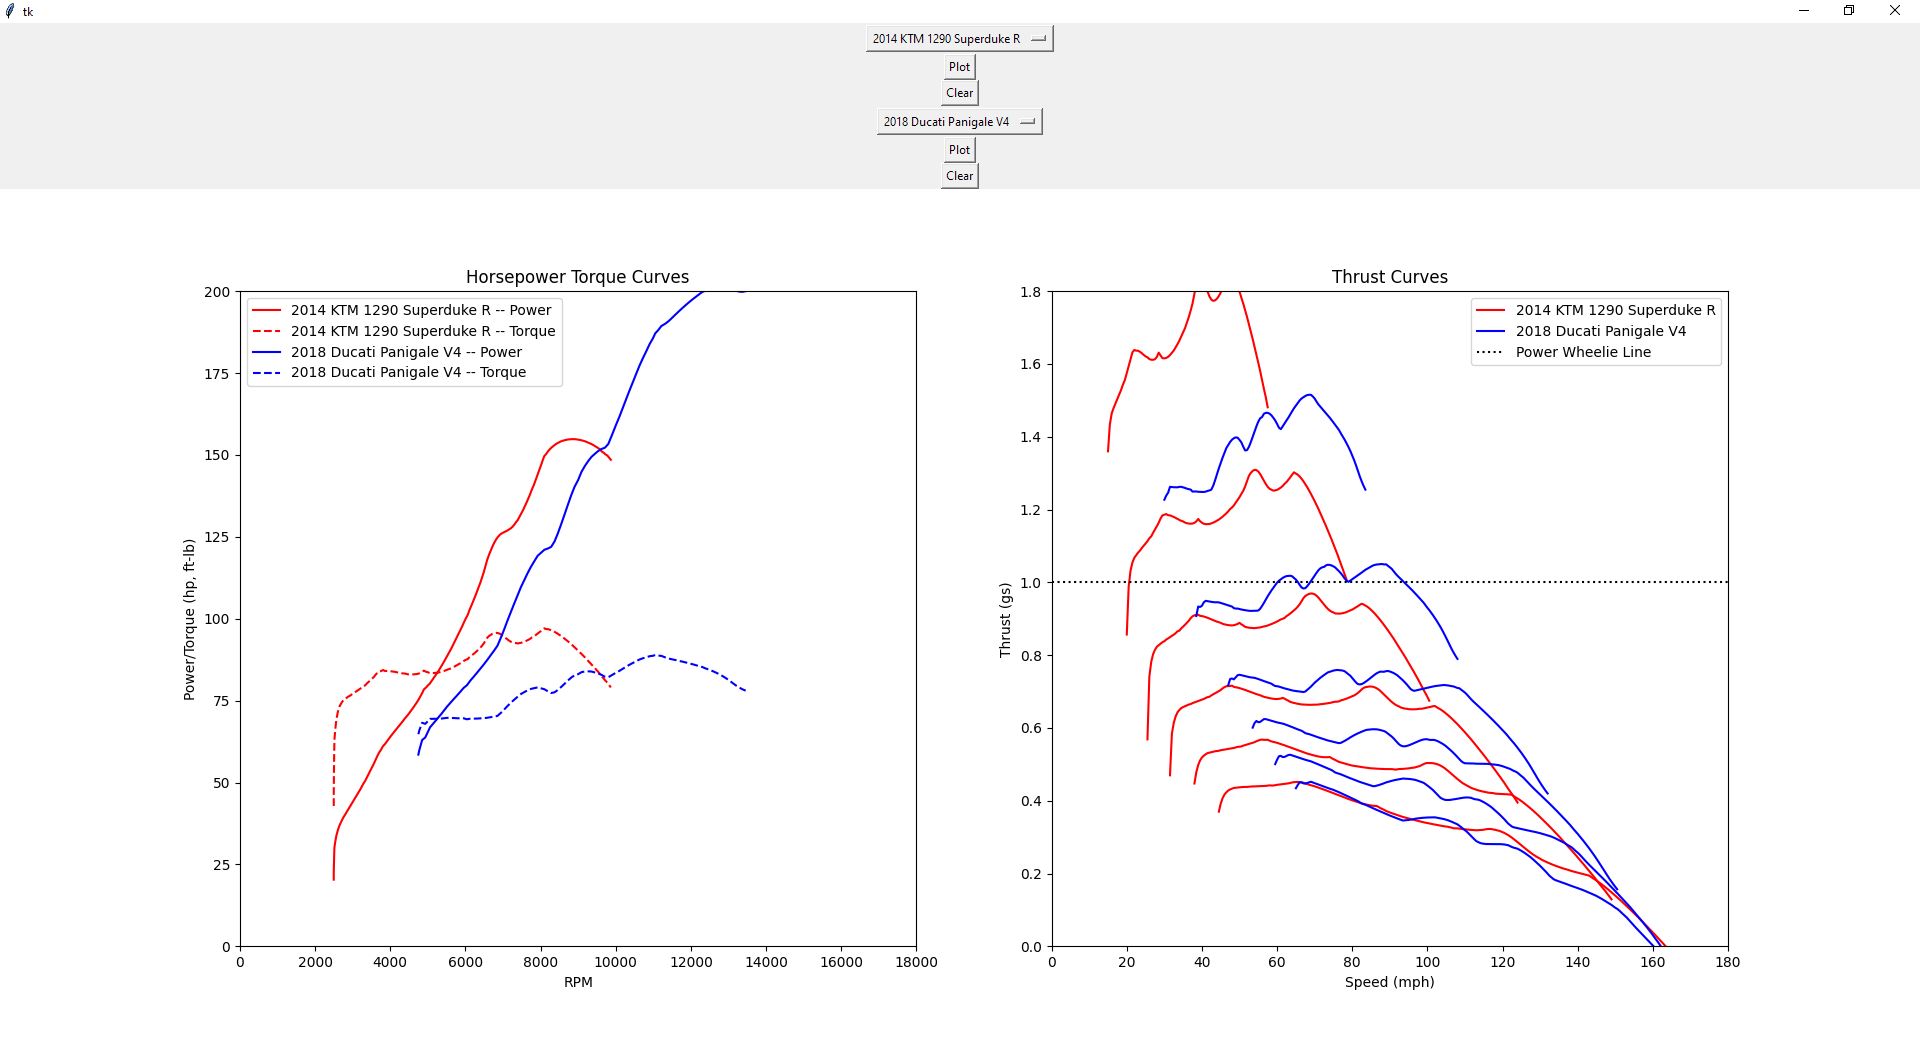 tk
2014 KTM 1290 Superduke R
Plot
Clear
2018 Ducati Panigale V4
Plot
Clear
Horsepower Torque Curves
2014 KTM 1290 Superduke R -- Power
2014 KTM 1290 Superduke R -- Torque
2018 Ducati Panigale V4 -- Power
2018 Ducati Panigale V4 -- Torque
Power/Torque (hp, ft-lb)
200
175
150
125
100
75
50
25
0
0 2000 4000 6000 8000 10000 12000 14000 16000 18000
RPM
Thrust Curves
2014 KTM 1290 Superduke R
2018 Ducati Panigale V4
Power Wheelie Line
Thrust (gs)
1.8
1.6
1.4
1.2
1.0
0.8
0.6
0.4
0.2
0.0
0 20 40 60 80 100 120 140 160 180
Speed (mph)